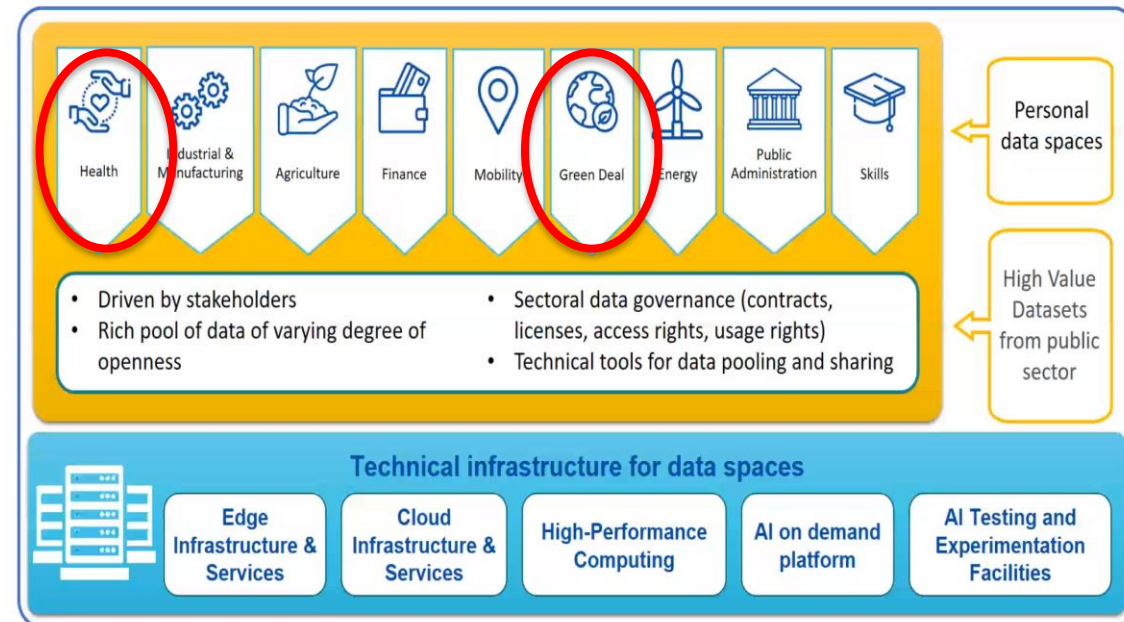 Health
Industrial &
Manufacturing
Agriculture
Finance
Mobility
Green Deal
Energy
Public
Administration
Skills
Personal
data spaces
• Driven by stakeholders
• Rich pool of data of varying degree of
openness
• Sectoral data governance (contracts,
licenses, access rights, usage rights)
• Technical tools for data pooling and sharing
High Value
Datasets
from public
sector
Technical infrastructure for data spaces
Edge
Infrastructure &
Services
Cloud
Infrastructure &
Services
High-Performance
Computing
AI on demand
platform
AI Testing and
Experimentation
Facilities